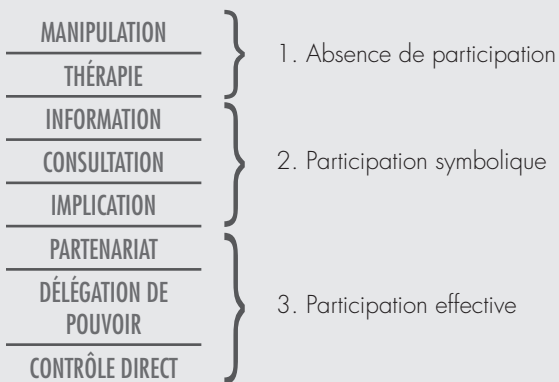 MANIPULATION
THÉRAPIE
1. Absence de participation
INFORMATION
CONSULTATION
IMPLICATION
2. Participation symbolique
PARTENARIAT
DÉLÉGATION DE
POUVOIR
CONTRÔLE DIRECT
3. Participation effective